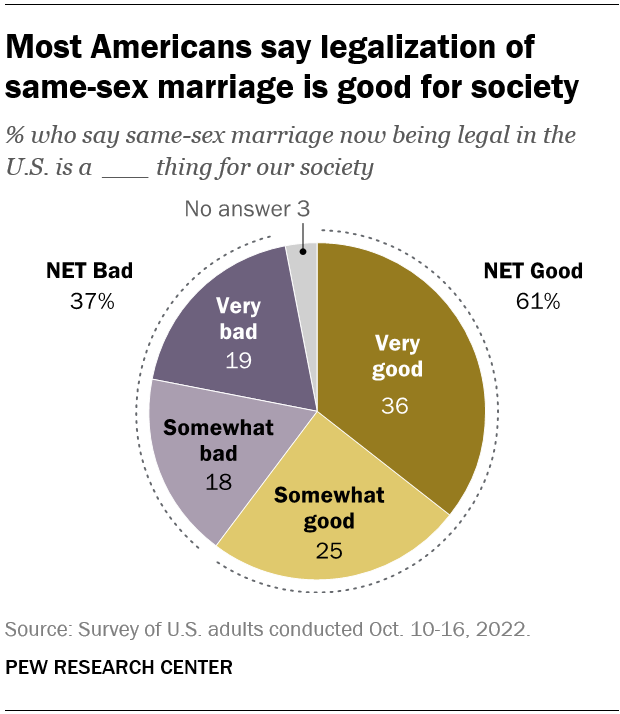 Most Americans say legalization of
same-sex marriage is good for society
% who say same-sex marriage now being legal in the
U.S. is a ___ thing for our society
No answer 3
NET Bad
37%
NET Good
61%
Very
bad
19
Very
good
36
Somewhat
bad
18
Somewhat
good
25
Source: Survey of U.S. adults conducted Oct. 10-16, 2022.
PEW RESEARCH CENTER